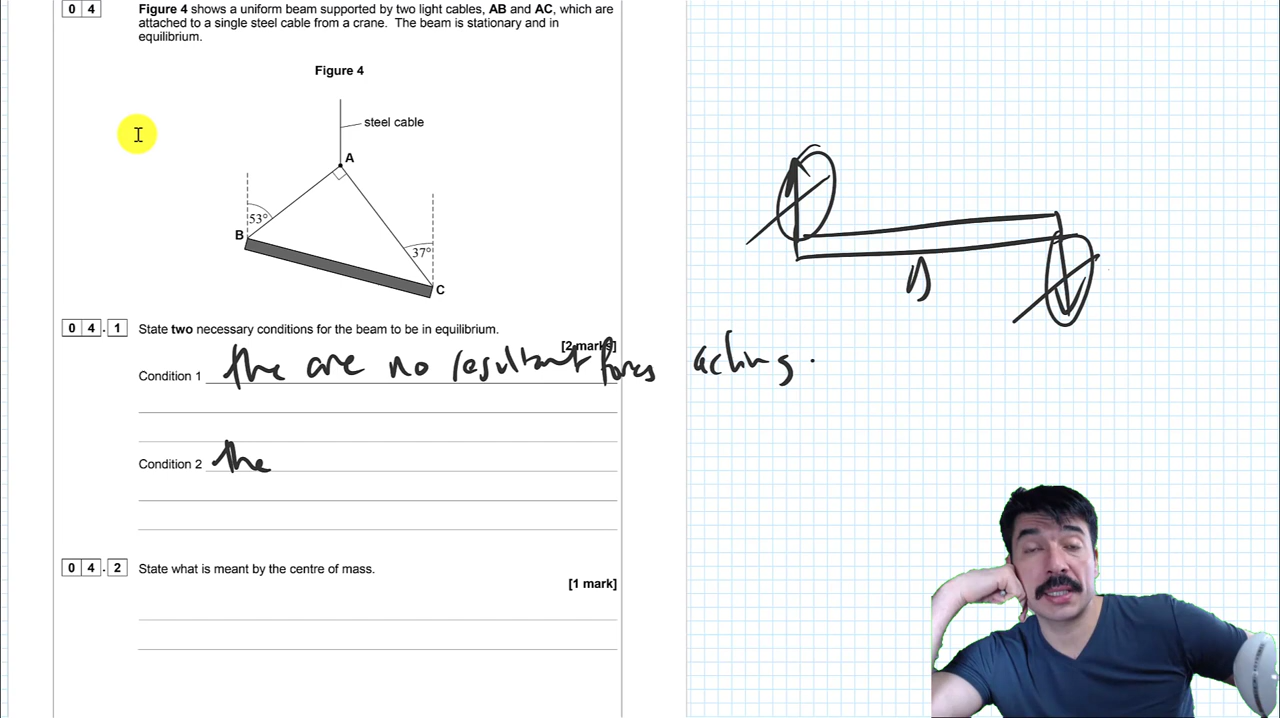 0 4 Figure 4 shows a uniform beam supported by two light cables, AB and AC, which are
attached to a single steel cable from a crane. The beam is stationary and in
equilibrium.
Figure 4
steel cable
A
53°
B
37°
C
0 4 . 1 State two necessary conditions for the beam to be in equilibrium.
[2 marks]
Condition 1 the are no resultant forces acting.
Condition 2 the
0 4 . 2 State what is meant by the centre of mass.
[1 mark]